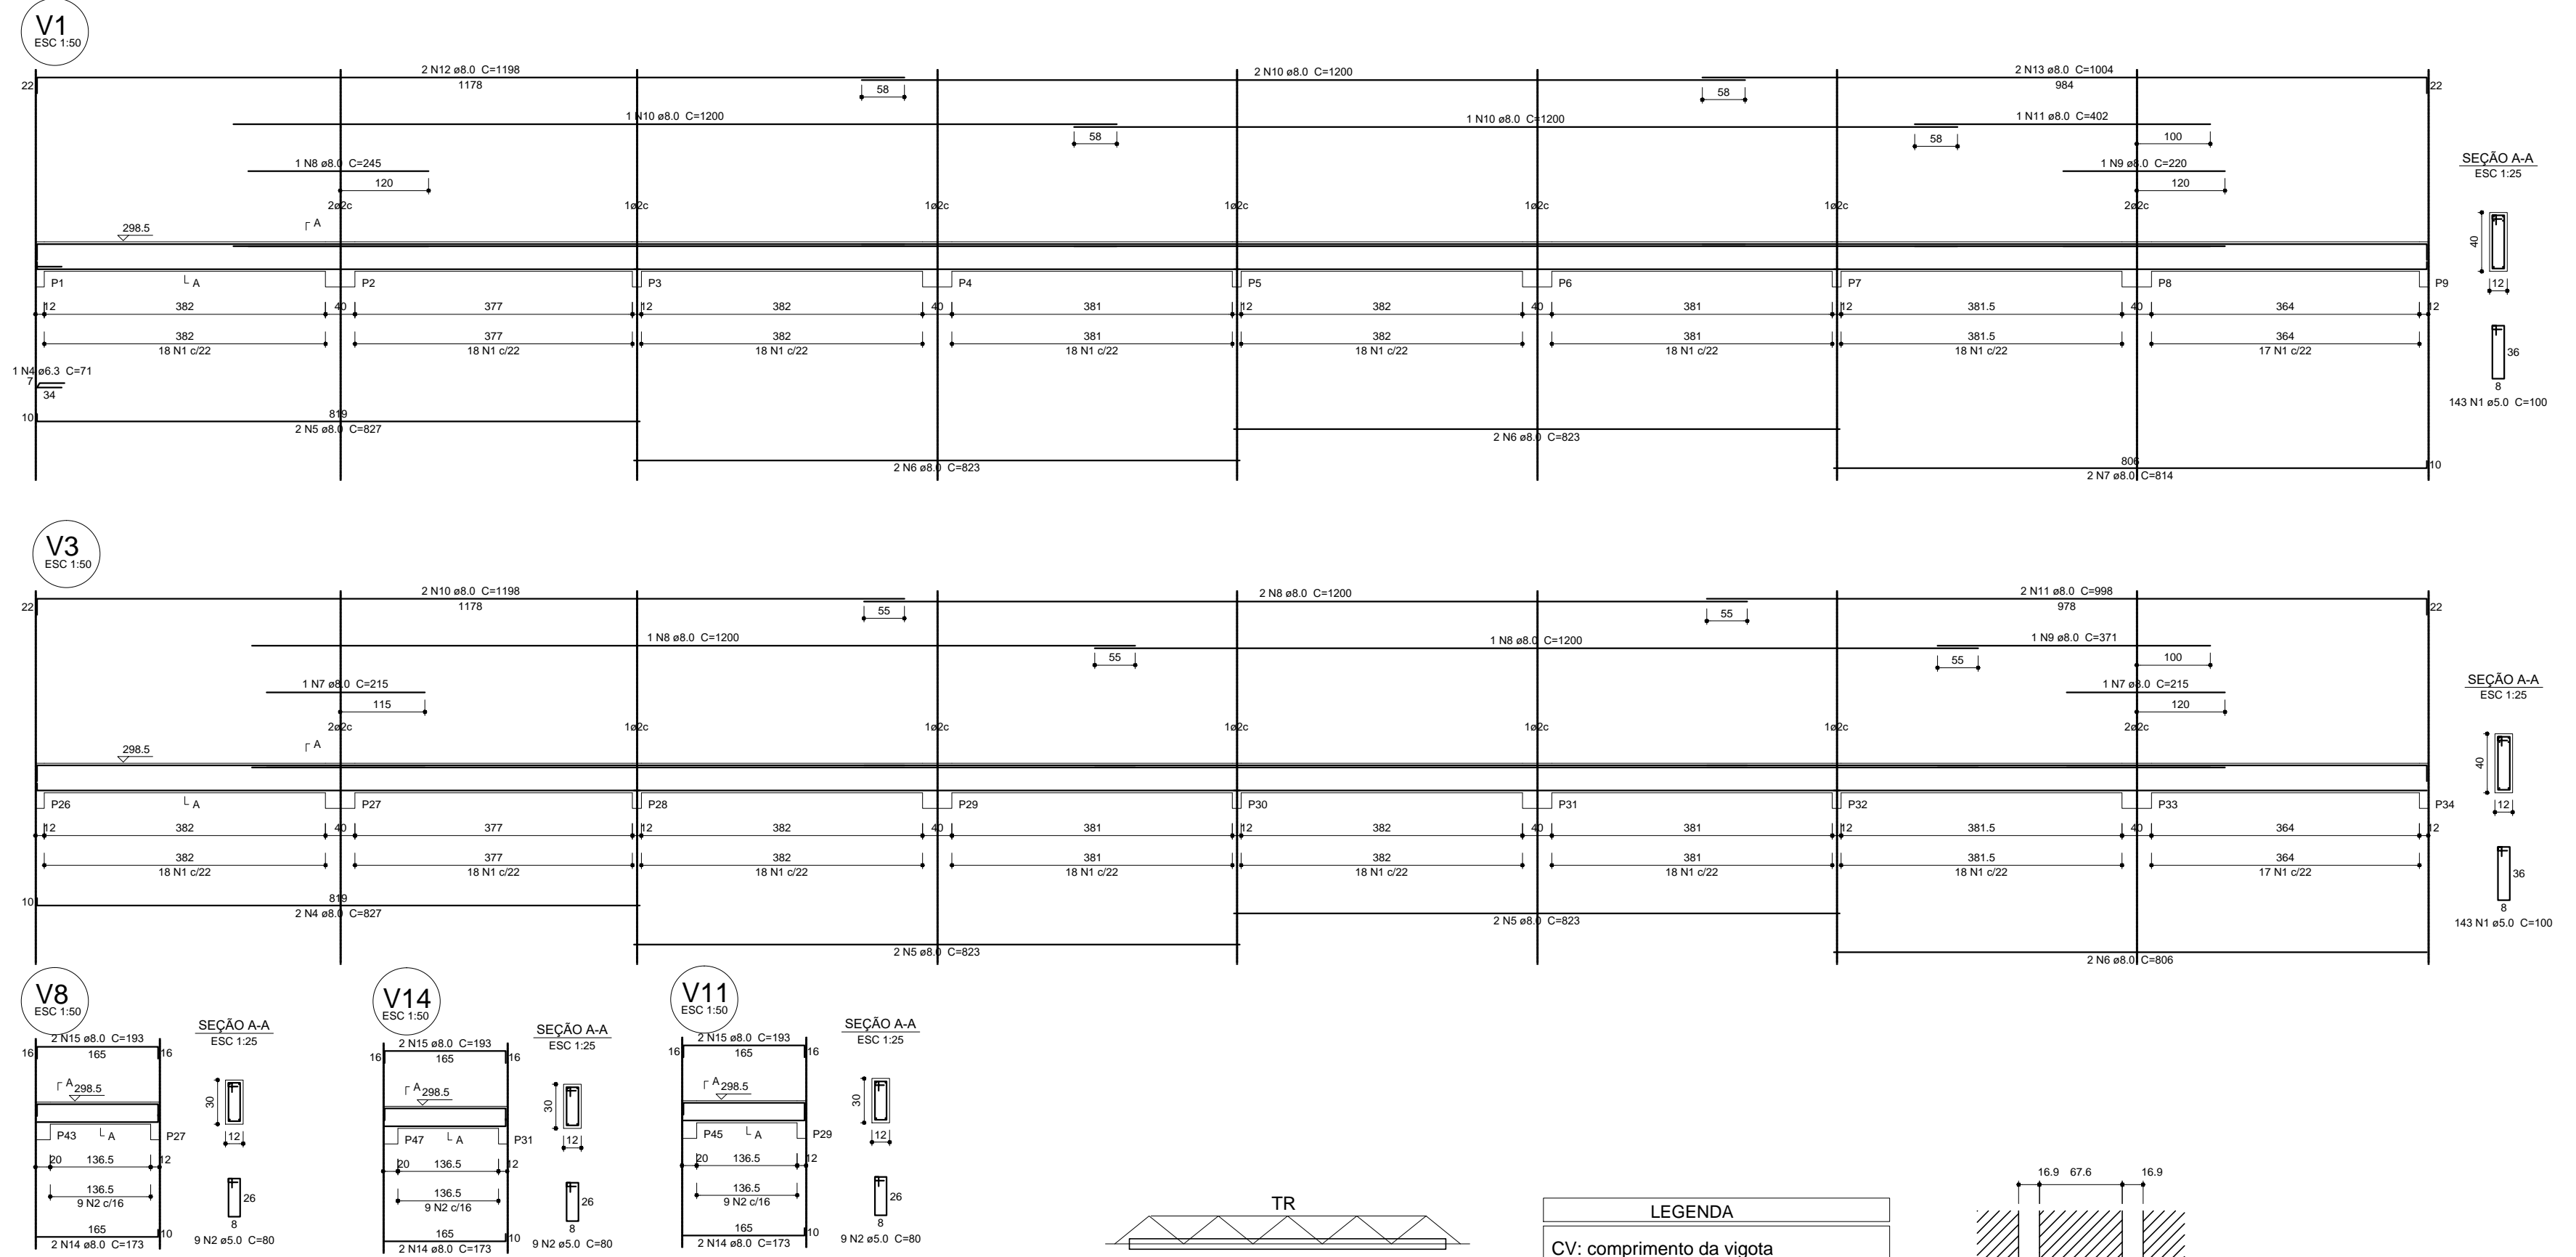 V1
ESC 1:50
2 N12 ø8.0 C=1198
2 N10 ø8.0 C=1200
2 N13 ø8.0 C=1004
22
1178
58
58
984
22
1 N10 ø8.0 C=1200
1 N10 ø8.0 C=1200
1 N11 ø8.0 C=402
58
58
100
1 N8 ø8.0 C=245
1 N9 ø8.0 C=220
120
120
2ø2c
1ø2c
1ø2c
1ø2c
1ø2c
1ø2c
2ø2c
A
298.5
P1
A
P2
P3
P4
P5
P6
P7
P8
P9
12
382
40
377
12
382
40
381
12
382
40
381
12
381.5
40
364
12
382
377
382
381
382
381
381.5
364
18 N1 c/22
18 N1 c/22
18 N1 c/22
18 N1 c/22
18 N1 c/22
18 N1 c/22
18 N1 c/22
17 N1 c/22
1 N4 ø6.3 C=71
7
34
10
819
2 N5 ø8.0 C=827
2 N6 ø8.0 C=823
2 N6 ø8.0 C=823
806
10
2 N7 ø8.0 C=814
SEÇÃO A-A
ESC 1:25
40
12
36
8
143 N1 ø5.0 C=100
V3
ESC 1:50
2 N10 ø8.0 C=1198
2 N8 ø8.0 C=1200
2 N11 ø8.0 C=998
22
1178
55
55
978
22
1 N8 ø8.0 C=1200
1 N8 ø8.0 C=1200
1 N9 ø8.0 C=371
55
55
100
1 N7 ø8.0 C=215
1 N7 ø8.0 C=215
115
120
2ø2c
1ø2c
1ø2c
1ø2c
1ø2c
1ø2c
2ø2c
A
298.5
P26
A
P27
P28
P29
P30
P31
P32
P33
P34
12
382
40
377
12
382
40
381
12
382
40
381
12
381.5
40
364
12
382
377
382
381
382
381
381.5
364
18 N1 c/22
18 N1 c/22
18 N1 c/22
18 N1 c/22
18 N1 c/22
18 N1 c/22
18 N1 c/22
17 N1 c/22
10
819
2 N4 ø8.0 C=827
2 N5 ø8.0 C=823
2 N5 ø8.0 C=823
2 N6 ø8.0 C=806
SEÇÃO A-A
ESC 1:25
40
12
36
8
143 N1 ø5.0 C=100
V8
ESC 1:50
2 N15 ø8.0 C=193
16
165
16
A
298.5
P43
A
P27
20
136.5
12
136.5
9 N2 c/16
165
10
2 N14 ø8.0 C=173
SEÇÃO A-A
ESC 1:25
30
12
26
8
9 N2 ø5.0 C=80
V14
ESC 1:50
2 N15 ø8.0 C=193
16
165
16
A
298.5
P47
A
P31
20
136.5
12
136.5
9 N2 c/16
165
10
2 N14 ø8.0 C=173
SEÇÃO A-A
ESC 1:25
30
12
26
8
9 N2 ø5.0 C=80
V11
ESC 1:50
2 N15 ø8.0 C=193
16
165
16
A
298.5
P45
A
P29
20
136.5
12
136.5
9 N2 c/16
165
10
2 N14 ø8.0 C=173
SEÇÃO A-A
ESC 1:25
30
12
26
8
9 N2 ø5.0 C=80
TR
LEGENDA
CV: comprimento da vigota
16.9
67.6
16.9